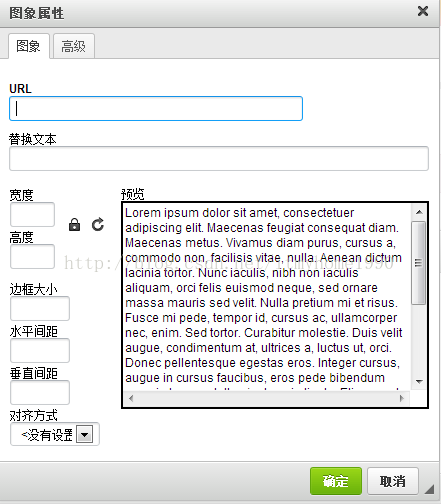 图象属性
图象
高级
URL
替换文本
宽度
高度
边框大小
水平间距
垂直间距
对齐方式
<没有设置
预览
Lorem ipsum dolor sit amet, consectetuer
adipiscing elit. Maecenas feugiat consequat diam.
Maecenas metus. Vivamus diam purus, cursus a,
commodo non, facilisis vitae, nulla. Aenean dictum
lacinia tortor. Nunc iaculis, nibh non iaculis
aliquam, orci felis euismod neque, sed ornare
massa mauris sed velit. Nulla pretium mi et risus.
Fusce mi pede, tempor id, cursus ac, ullamcorper
nec, enim. Sed tortor. Curabitur molestie. Duis velit
augue, condimentum at, ultrices a, luctus ut, orci.
Donec pellentesque egestas eros. Integer cursus,
augue in cursus faucibus, eros pede bibendum
确定
取消